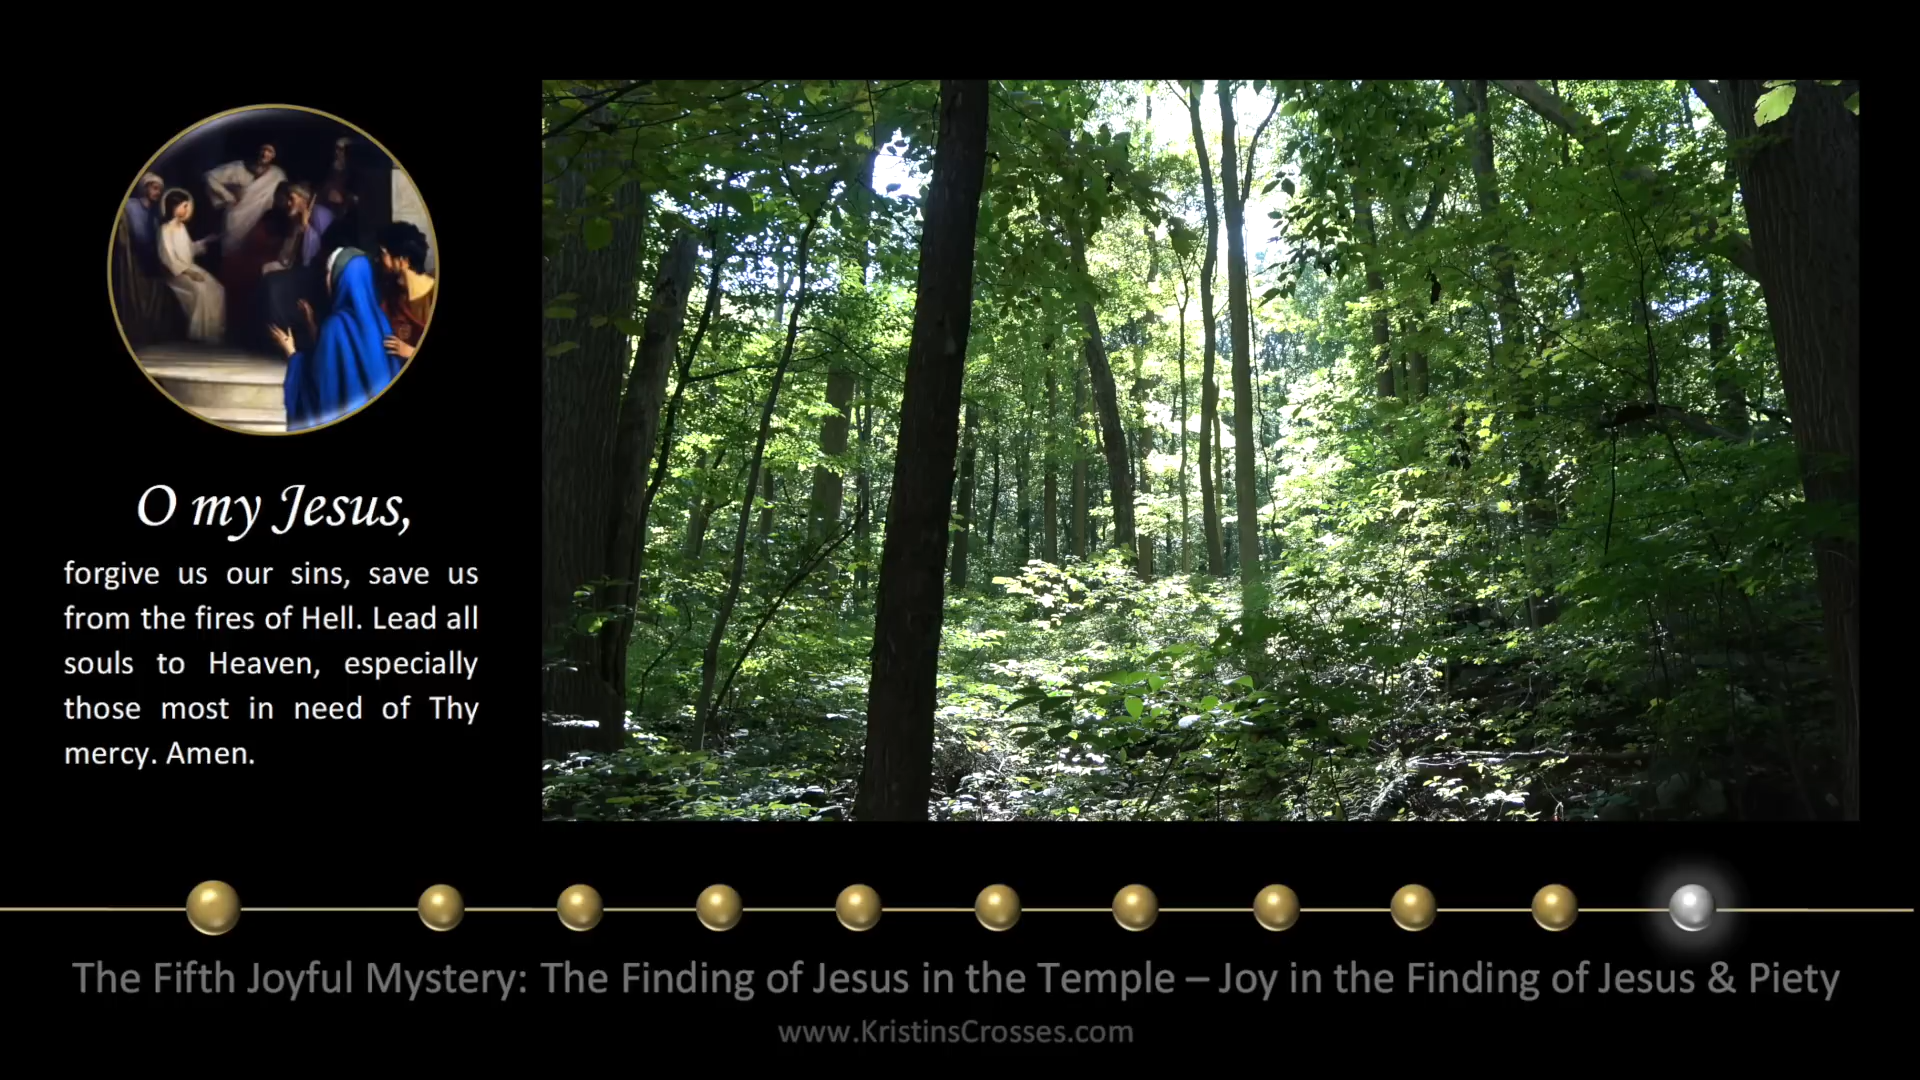 O my Jesus,
forgive us our sins, save us
from the fires of Hell. Lead all
souls to Heaven, especially
those most in need of Thy
mercy. Amen.
The Fifth Joyful Mystery: The Finding of Jesus in the Temple – Joy in the Finding of Jesus & Piety
www.KristinsCrosses.com